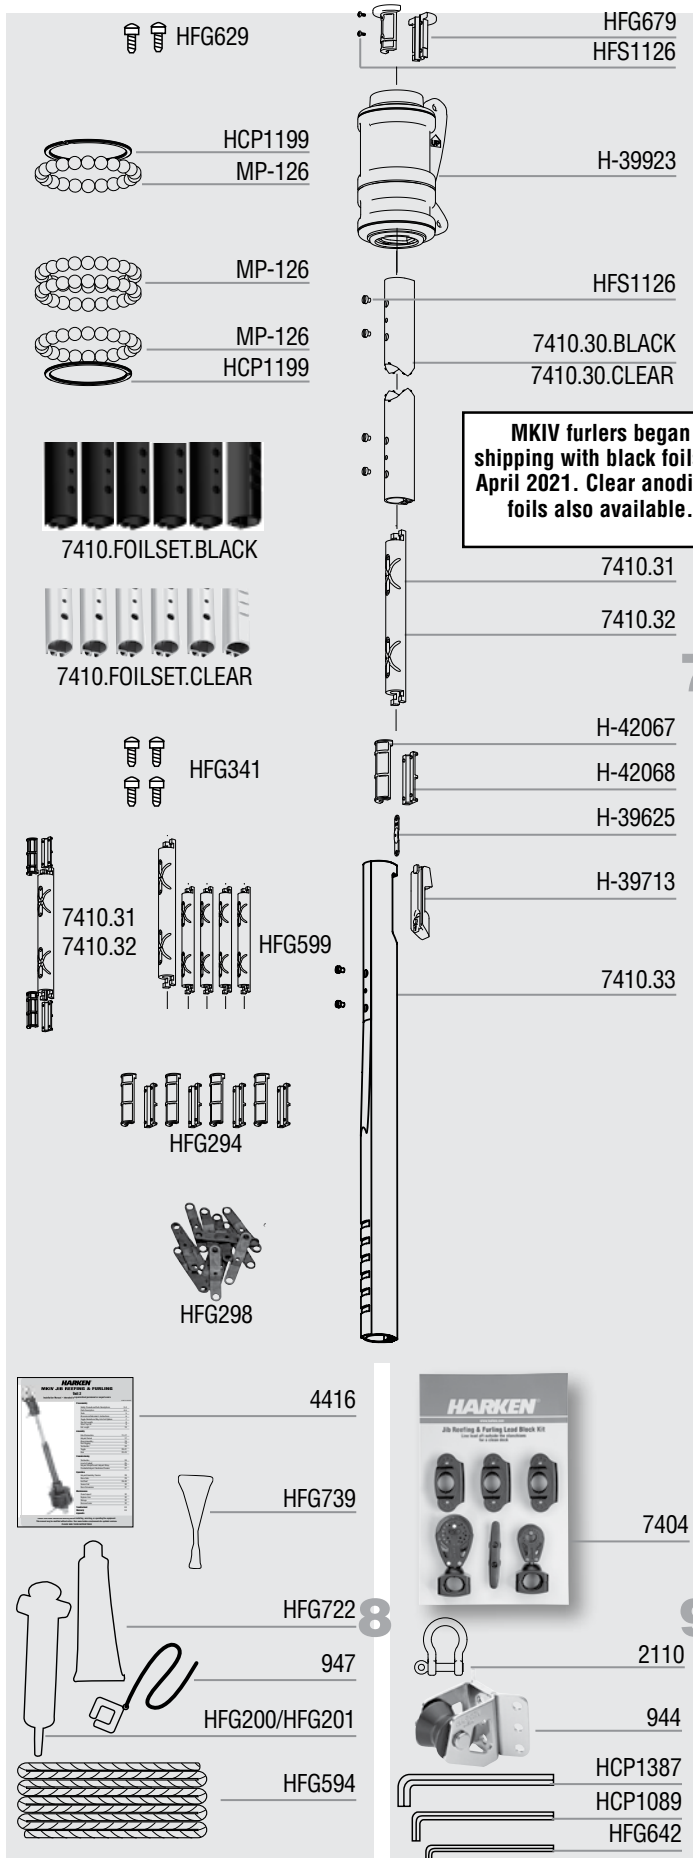 HFG629
HFG679
HFS1126
HCP1199
MP-126
H-39923
MP-126
HFS1126
MP-126
HCP1199
7410.30.BLACK
7410.30.CLEAR
MKIV furlers began
shipping with black foil
April 2021. Clear anodi
foils also available.
7410.FOILSET.BLACK
7410.31
7410.32
7410.FOILSET.CLEAR
7
H-42067
HFG341
H-42068
H-39625
H-39713
7410.31
7410.32
HFG599
7410.33
HFG294
HFG298
HARKEN
MKIV JIB REEFING & FURLING
4416
HFG739
HFG722
8
947
HFG200/HFG201
HFG594
HARKEN
Jib Reefing & Furling Lead Block Kit
7404
9
2110
944
HCP1387
HCP1089
HFG642